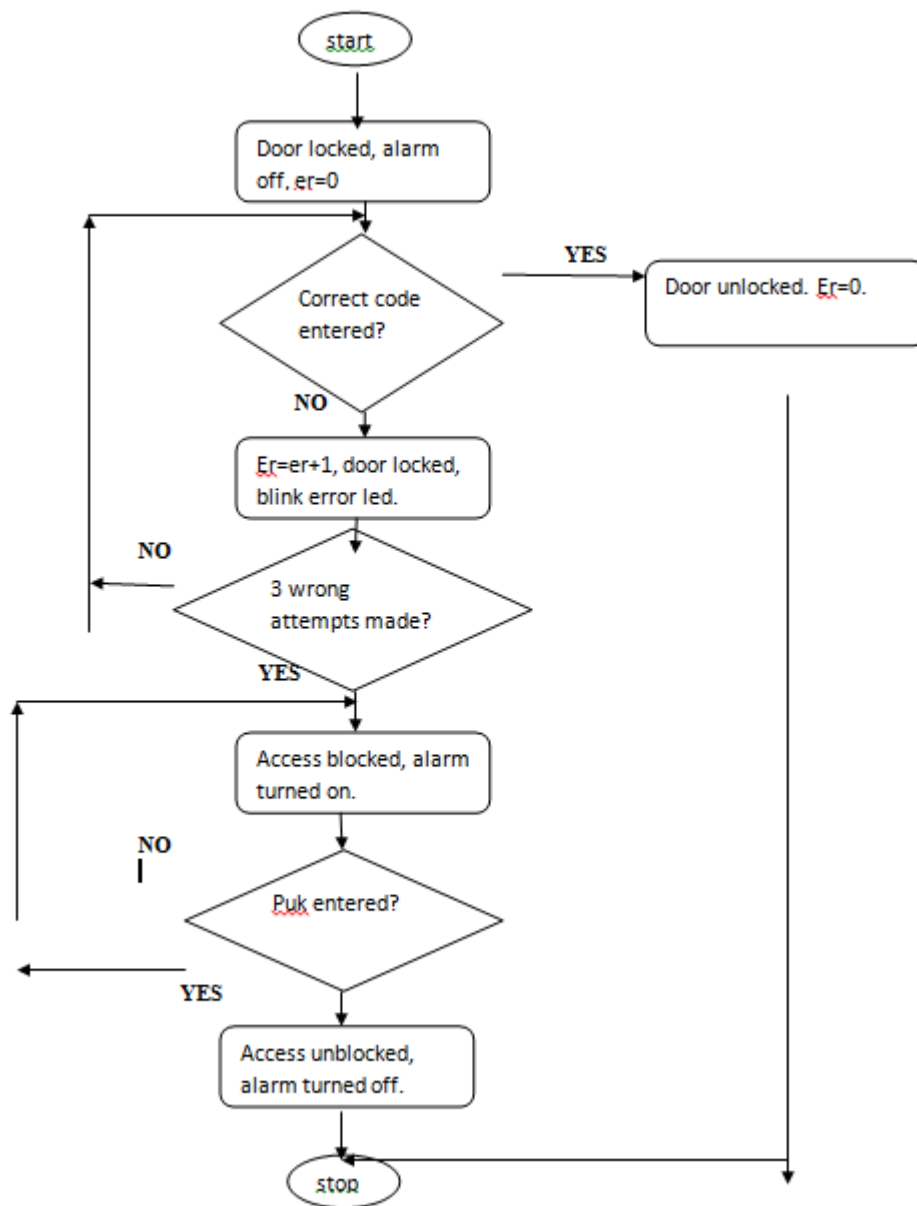 start
Door locked, alarm
off, er=0
YES
Door unlocked. Er=0.
Correct code
entered?
NO
Er=er+1, door locked,
blink error led.
NO
3 wrong
attempts made?
YES
Access blocked, alarm
turned on.
NO
Puk entered?
YES
Access unblocked,
alarm turned off.
stop